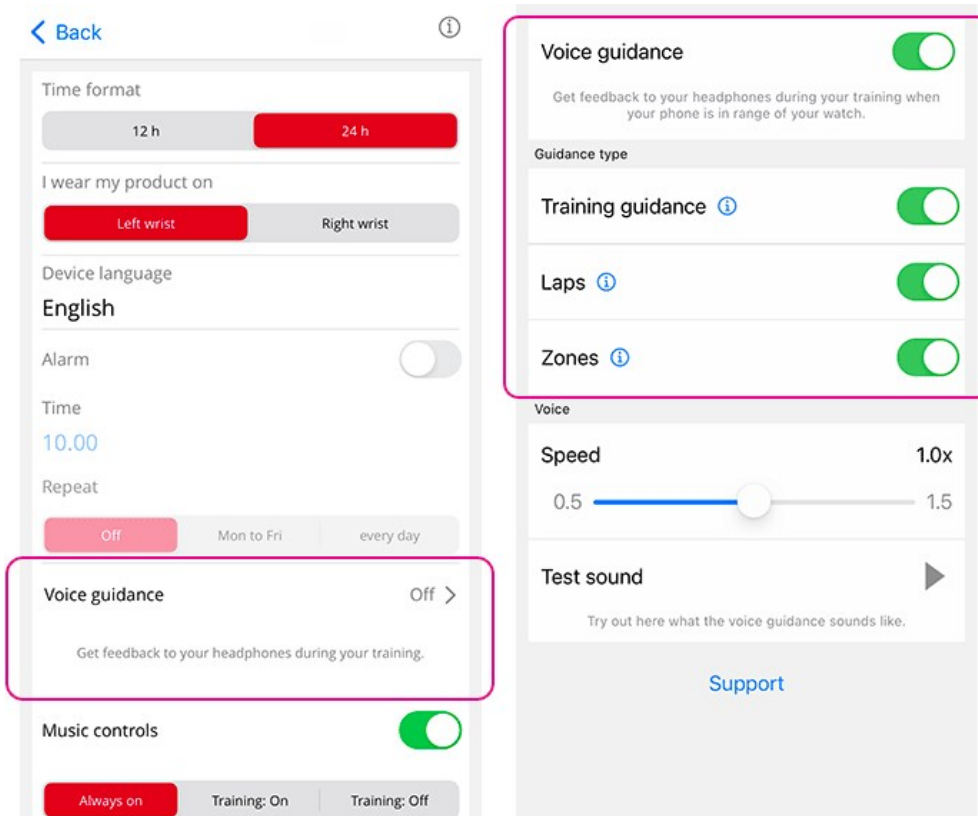 Back
Time format
12 h 24 h
I wear my product on
Left wrist Right wrist
Device language
English
Alarm
Time
10.00
Repeat
Off Mon to Fri every day
Voice guidance Off
Get feedback to your headphones during your training.
Music controls
Always on Training: On Training: Off
Voice guidance
Get feedback to your headphones during your training when
your phone is in range of your watch.
Guidance type
Training guidance
Laps
Zones
Voice
Speed 1.0x
0.5 1.5
Test sound
Try out here what the voice guidance sounds like.
Support